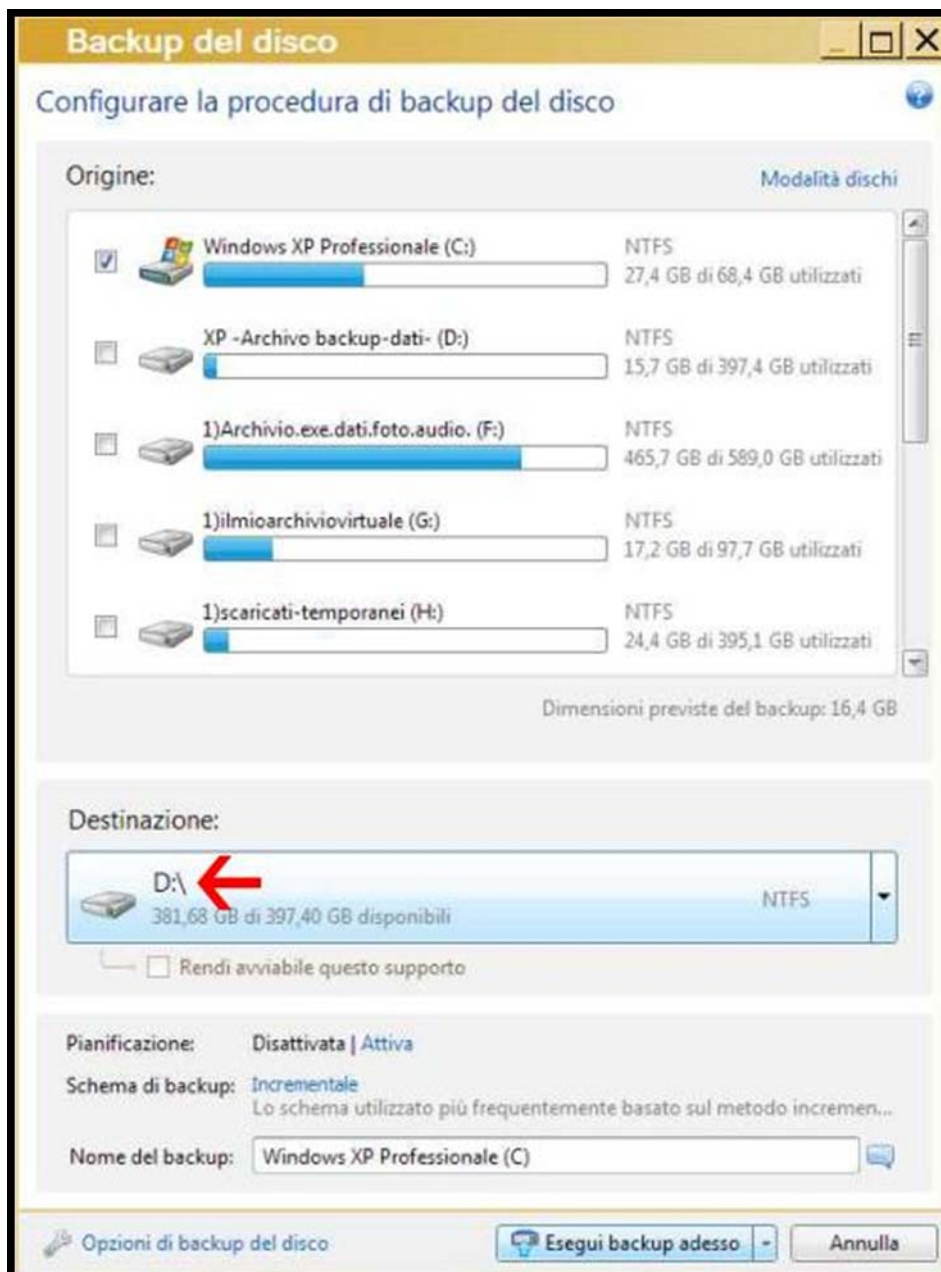 Backup del disco
Configurare la procedura di backup del disco
Origine:
Modalità dischi
Windows XP Professionale (C:)
NTFS
27,4 GB di 68,4 GB utilizzati
XP -Archivo backup-dati- (D:)
NTFS
15,7 GB di 397,4 GB utilizzati
1)Archivio.exe.dati.foto.audio. (F:)
NTFS
465,7 GB di 589,0 GB utilizzati
1)ilmioarchiviovirtuale (G:)
NTFS
17,2 GB di 97,7 GB utilizzati
1)scaricati-temporanei (H:)
NTFS
24,4 GB di 395,1 GB utilizzati
Dimensioni previste del backup: 16,4 GB
Destinazione:
D:\
381,68 GB di 397,40 GB disponibili
NTFS
Rendi avviabile questo supporto
Pianificazione: Disattivata | Attiva
Schema di backup: Incrementale
Lo schema utilizzato più frequentemente basato sul metodo incremen...
Nome del backup: Windows XP Professionale (C)
Opzioni di backup del disco
Esegui backup adesso
Annulla